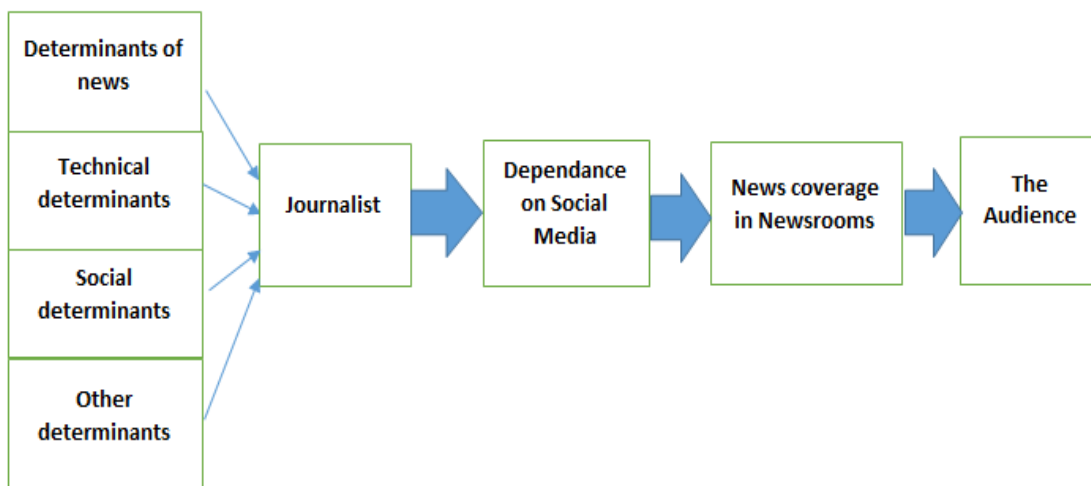 Determinants of
news
Technical
determinants
Social
determinants
Other
determinants
Journalist
Dependance
on Social
Media
News coverage
in Newsrooms
The
Audience